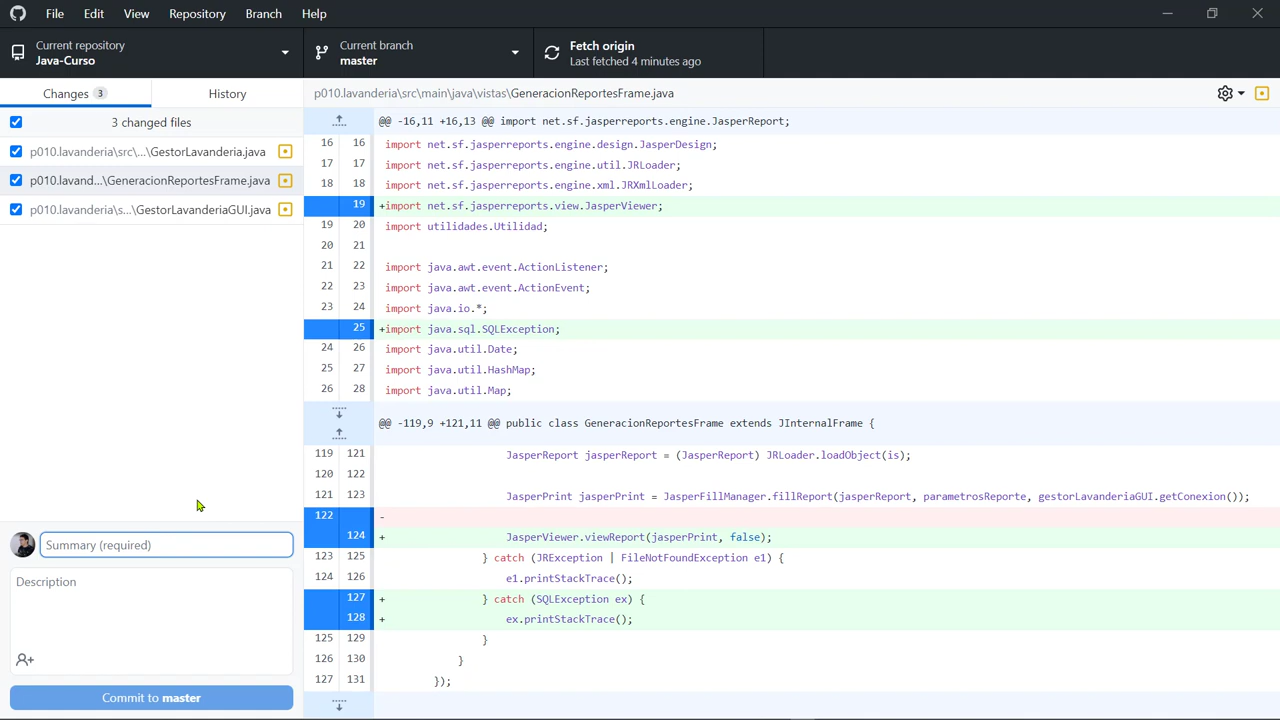 File Edit View Repository Branch Help
Current repository
Java-Curso
Current branch
master
Fetch origin
Last fetched 4 minutes ago
Changes 3 History
3 changed files
p010.lavanderia\src\...\GestorLavanderia.java
p010.lavand...\GeneracionReportesFrame.java
p010.lavanderia\s...\GestorLavanderiaGUI.java
Summary (required)
Description
Commit to master
p010.lavanderia\src\main\java\vistas\GeneracionReportesFrame.java
@@ -16,11 +16,13 @@ import net.sf.jasperreports.engine.JasperReport;
16 16 import net.sf.jasperreports.engine.design.JasperDesign;
17 17 import net.sf.jasperreports.engine.util.JRLoader;
18 18 import net.sf.jasperreports.engine.xml.JRXmlLoader;
19 +import net.sf.jasperreports.view.JasperViewer;
19 20 import utilidades.Utilidad;
20 21
21 22 import java.awt.event.ActionListener;
22 23 import java.awt.event.ActionEvent;
23 24 import java.io.*;
25 +import java.sql.SQLException;
24 26 import java.util.Date;
25 27 import java.util.HashMap;
26 28 import java.util.Map;
@@ -119,9 +121,11 @@ public class GeneracionReportesFrame extends JInternalFrame {
119 121 JasperReport jasperReport = (JasperReport) JRLoader.loadObject(is);
120 122
121 123 JasperPrint jasperPrint = JasperFillManager.fillReport(jasperReport, parametrosReporte, gestorLavanderiaGUI.getConexion());
122 -
124 + JasperViewer.viewReport(jasperPrint, false);
123 125 } catch (JRException | FileNotFoundException e1) {
124 126 e1.printStackTrace();
127 + } catch (SQLException ex) {
128 + ex.printStackTrace();
125 129 }
126 130 }
127 131 });